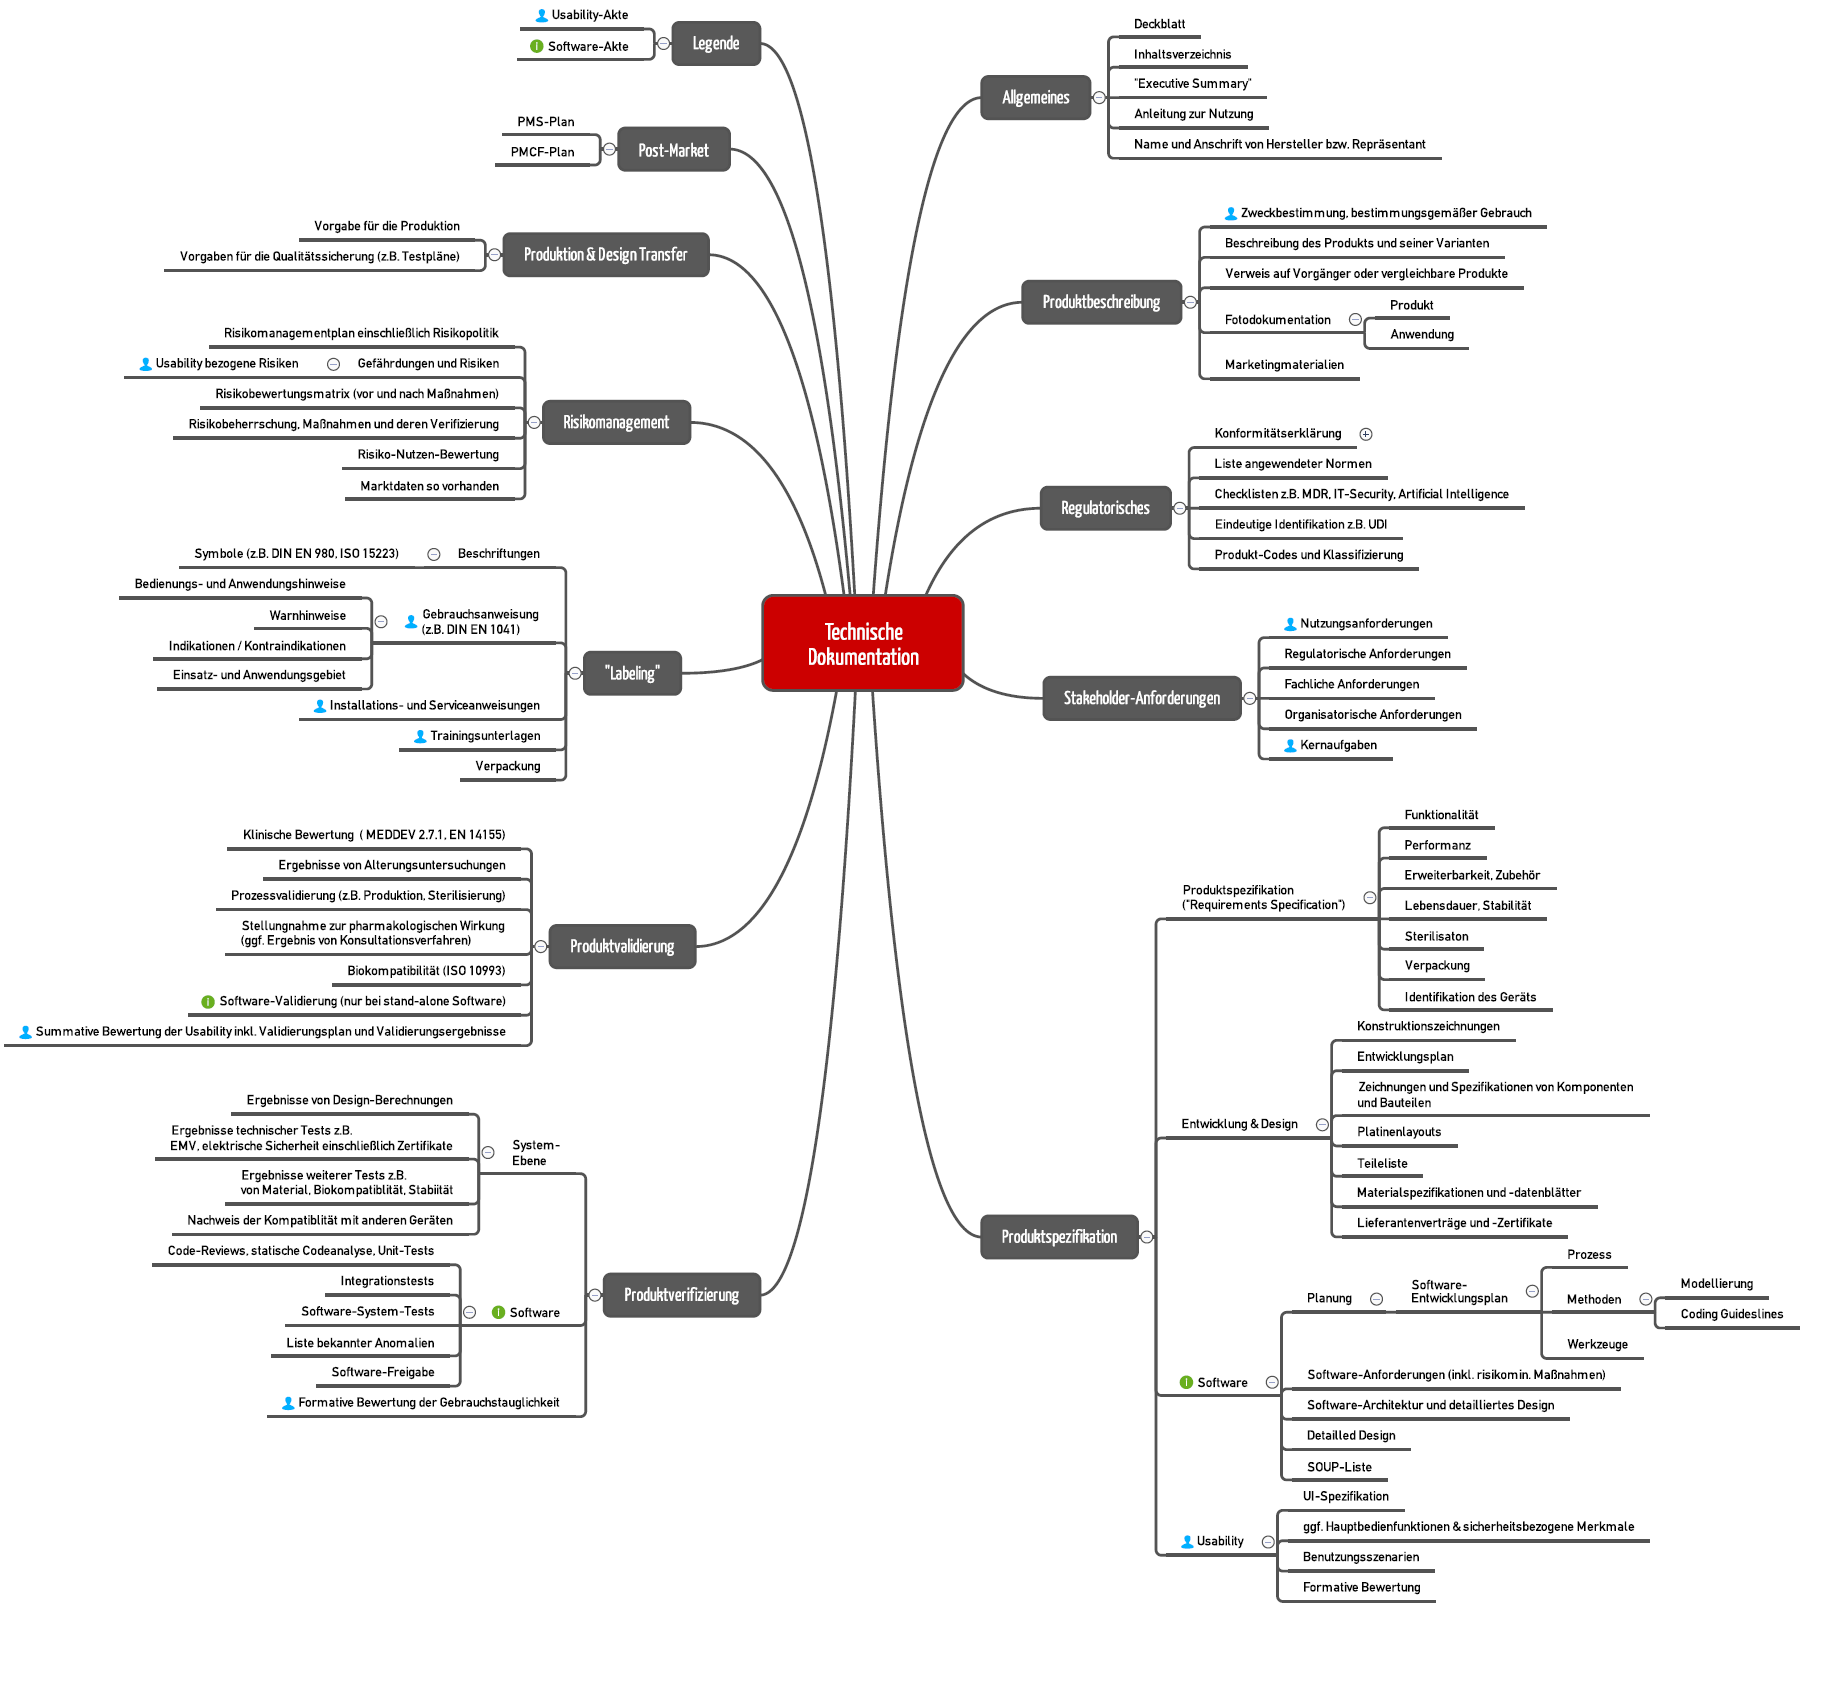 Technische
Dokumentation
Legende
Usability-Akte
Software-Akte
Post-Market
PMS-Plan
PMCF-Plan
Produktion & Design Transfer
Vorgabe für die Produktion
Vorgaben für die Qualitätssicherung (z.B. Testpläne)
Risikomanagement
Risikomanagementplan einschließlich Risikopolitik
Usability bezogene Risiken
Gefährdungen und Risiken
Risikobewertungsmatrix (vor und nach Maßnahmen)
Risikobeherrschung, Maßnahmen und deren Verifizierung
Risiko-Nutzen-Bewertung
Marktdaten so vorhanden
"Labeling"
Symbole (z.B. DIN EN 980, ISO 15223)
Beschriftungen
Bedienungs- und Anwendungshinweise
Warnhinweise
Indikationen / Kontraindikationen
Einsatz- und Anwendungsgebiet
Gebrauchsanweisung
(z.B. DIN EN 1041)
Installations- und Serviceanweisungen
Trainingsunterlagen
Verpackung
Produktvalidierung
Klinische Bewertung ( MEDDEV 2.7.1, EN 14155)
Ergebnisse von Alterungsuntersuchungen
Prozessvalidierung (z.B. Produktion, Sterilisierung)
Stellungnahme zur pharmakologischen Wirkung
(ggf. Ergebnis von Konsultationsverfahren)
Biokompatibilität (ISO 10993)
Software-Validierung (nur bei stand-alone Software)
Summative Bewertung der Usability inkl. Validierungsplan und Validierungsergebnisse
Produktverifizierung
System-
Ebene
Ergebnisse von Design-Berechnungen
Ergebnisse technischer Tests z.B.
EMV, elektrische Sicherheit einschließlich Zertifikate
Ergebnisse weiterer Tests z.B.
von Material, Biokompatiblität, Stabiität
Nachweis der Kompatiblität mit anderen Geräten
Software
Code-Reviews, statische Codeanalyse, Unit-Tests
Integrationstests
Software-System-Tests
Liste bekannter Anomalien
Software-Freigabe
Formative Bewertung der Gebrauchstauglichkeit
Allgemeines
Deckblatt
Inhaltsverzeichnis
"Executive Summary"
Anleitung zur Nutzung
Name und Anschrift von Hersteller bzw. Repräsentant
Produktbeschreibung
Zweckbestimmung, bestimmungsgemäßer Gebrauch
Beschreibung des Produkts und seiner Varianten
Verweis auf Vorgänger oder vergleichbare Produkte
Fotodokumentation
Produkt
Anwendung
Marketingmaterialien
Regulatorisches
Konformitätserklärung
Liste angewendeter Normen
Checklisten z.B. MDR, IT-Security, Artificial Intelligence
Eindeutige Identifikation z.B. UDI
Produkt-Codes und Klassifizierung
Stakeholder-Anforderungen
Nutzungsanforderungen
Regulatorische Anforderungen
Fachliche Anforderungen
Organisatorische Anforderungen
Kernaufgaben
Produktspezifikation
Produktspezifikation
("Requirements Specification")
Funktionalität
Performanz
Erweiterbarkeit, Zubehör
Lebensdauer, Stabilität
Sterilisaton
Verpackung
Identifikation des Geräts
Entwicklung & Design
Konstruktionszeichnungen
Entwicklungsplan
Zeichnungen und Spezifikationen von Komponenten
und Bauteilen
Platinenlayouts
Teileliste
Materialspezifikationen und -datenblätter
Lieferantenverträge und -Zertifikate
Software
Planung
Software-
Entwicklungsplan
Prozess
Methoden
Modellierung
Coding Guideslines
Werkzeuge
Software-Anforderungen (inkl. risikomin. Maßnahmen)
Software-Architektur und detailliertes Design
Detailled Design
SOUP-Liste
Usability
UI-Spezifikation
ggf. Hauptbedienfunktionen & sicherheitsbezogene Merkmale
Benutzungsszenarien
Formative Bewertung